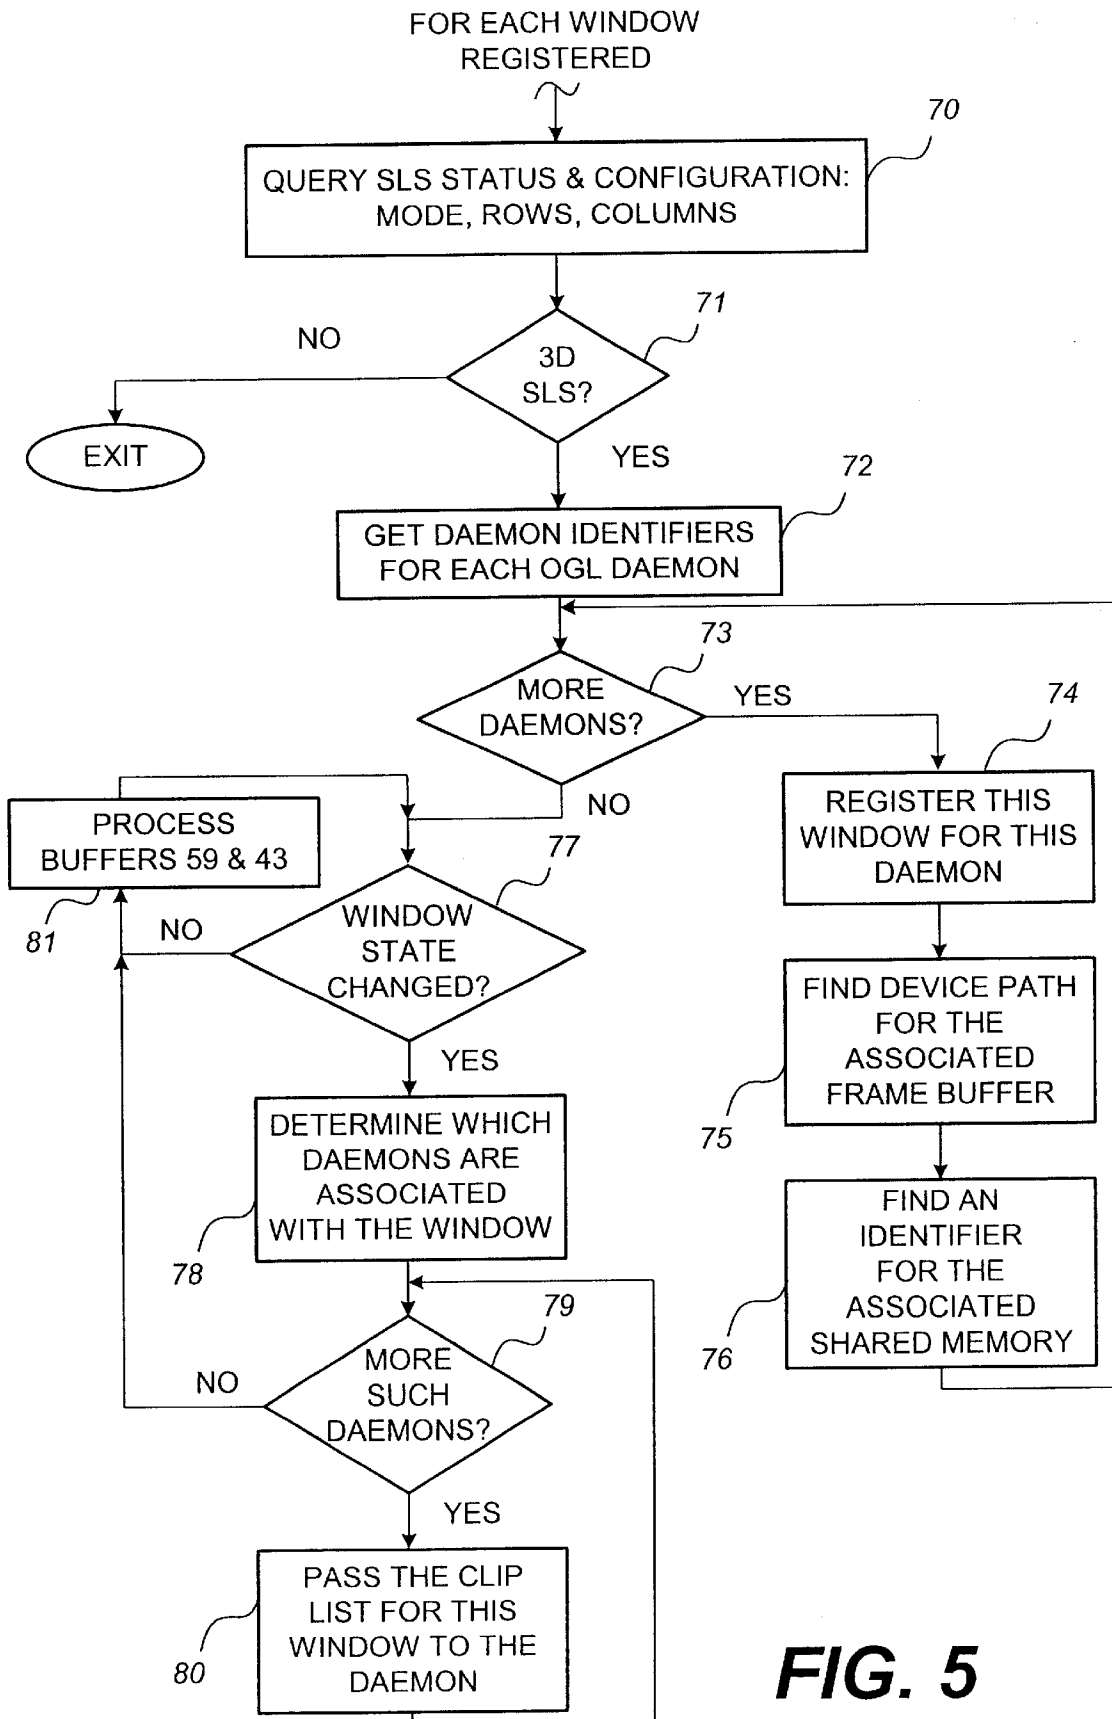 FOR EACH WINDOW
REGISTERED
70
QUERY SLS STATUS & CONFIGURATION:
MODE, ROWS, COLUMNS
71
NO
3D
SLS?
EXIT
YES
72
GET DAEMON IDENTIFIERS
FOR EACH OGL DAEMON
73
MORE
DAEMONS?
YES
74
NO
REGISTER THIS
WINDOW FOR THIS
DAEMON
PROCESS
BUFFERS 59 & 43
77
81
NO
WINDOW
STATE
CHANGED?
FIND DEVICE PATH
FOR THE
ASSOCIATED
FRAME BUFFER
75
YES
DETERMINE WHICH
DAEMONS ARE
ASSOCIATED
WITH THE WINDOW
78
FIND AN
IDENTIFIER
FOR THE
ASSOCIATED
SHARED MEMORY
76
79
NO
MORE
SUCH
DAEMONS?
YES
PASS THE CLIP
LIST FOR THIS
WINDOW TO THE
DAEMON
80
FIG. 5